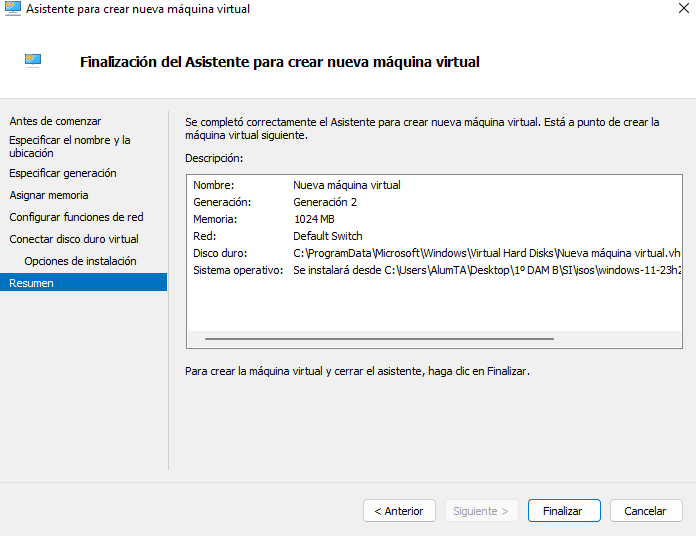 Asistente para crear nueva máquina virtual
Finalización del Asistente para crear nueva máquina virtual
Antes de comenzar
Especificar el nombre y la
ubicación
Especificar generación
Asignar memoria
Configurar funciones de red
Conectar disco duro virtual
Opciones de instalación
Resumen
Se completó correctamente el Asistente para crear nueva máquina virtual. Está a punto de crear la
máquina virtual siguiente.
Descripción:
Nombre: Nueva máquina virtual
Generación: Generación 2
Memoria: 1024 MB
Red: Default Switch
Disco duro: C:\ProgramData\Microsoft\Windows\Virtual Hard Disks\Nueva máquina virtual.vh
Sistema operativo: Se instalará desde C:\Users\AlumTA\Desktop\1º DAM B\SI\isos\windows-11-23h2
Para crear la máquina virtual y cerrar el asistente, haga clic en Finalizar.
< Anterior
Siguiente >
Finalizar
Cancelar